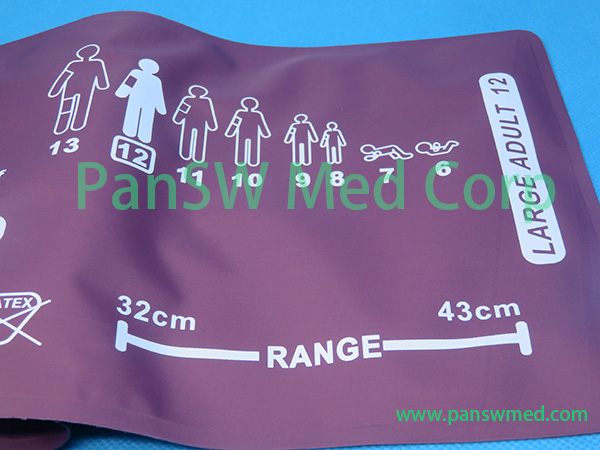 13
12
11
10
9
8
7
6
LARGE ADULT 12
PanSW Med Corp
32cm
43cm
RANGE
www.panswmed.com